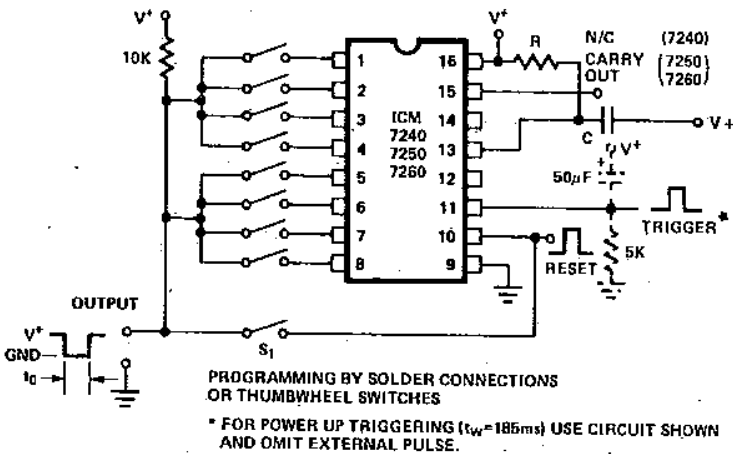 V+
10K
1
2
3
4
5
6
7
8
ICM
7240
7250
7260
16
15
14
13
12
11
10
9
V+
R
N/C (7240)
CARRY OUT (7250) (7260)
C
V+
V+
50µF
TRIGGER*
RESET
5K
OUTPUT
V+
GND
S1
PROGRAMMING BY SOLDER CONNECTIONS
OR THUMBWHEEL SWITCHES
* FOR POWER UP TRIGGERING (tw=185ms) USE CIRCUIT SHOWN
AND OMIT EXTERNAL PULSE.